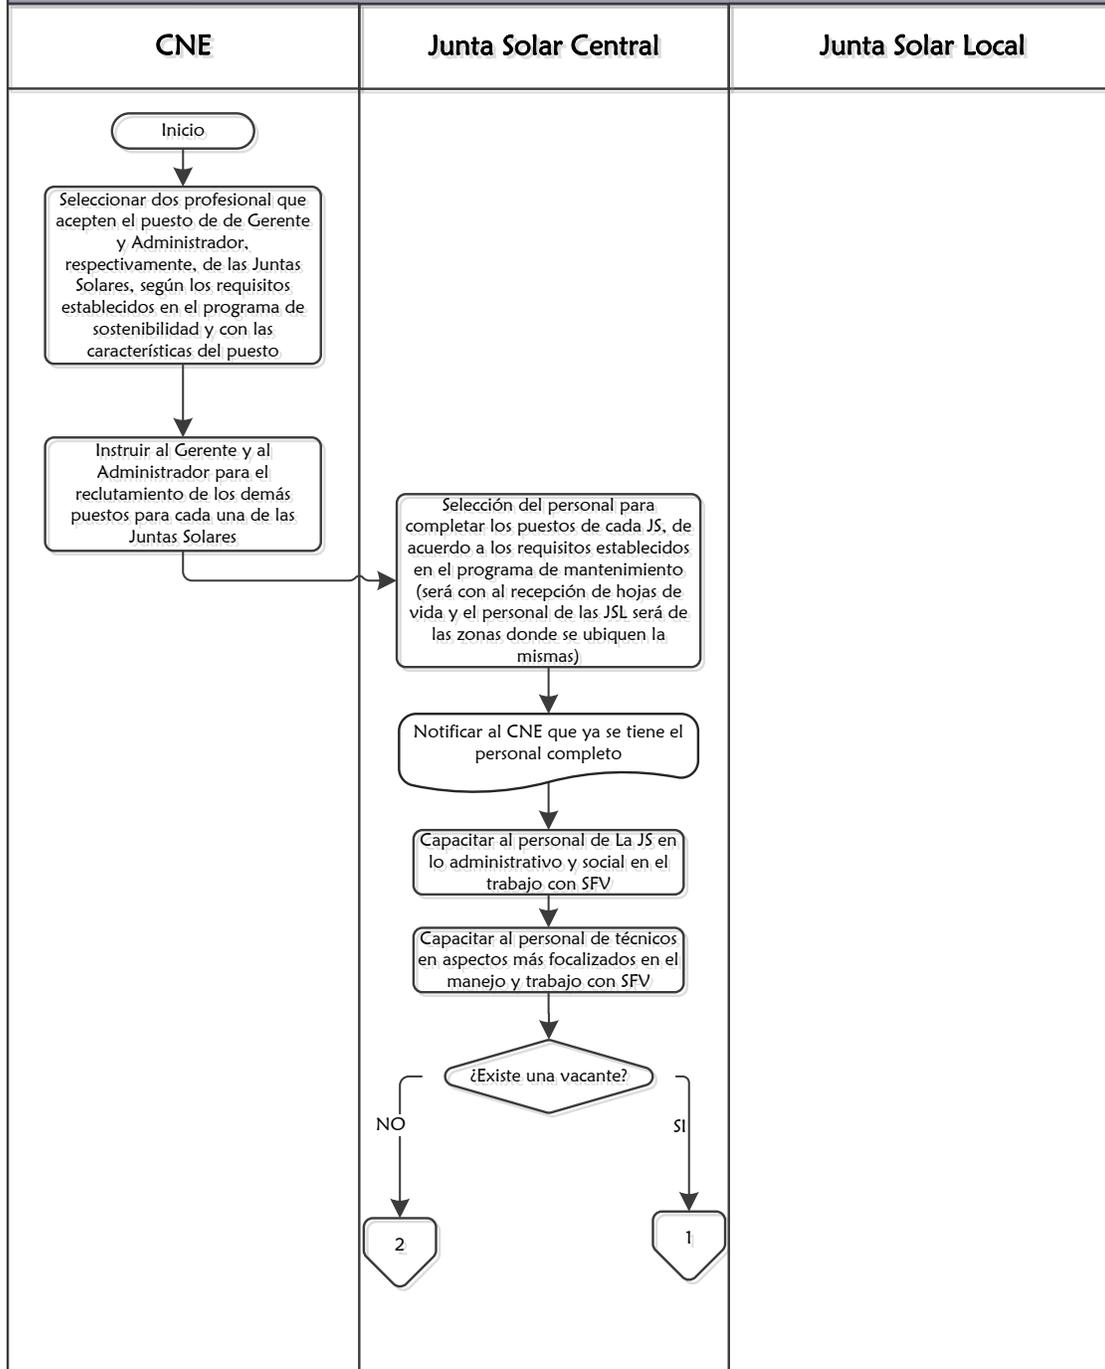 CNE
Junta Solar Central
Junta Solar Local
Inicio
Seleccionar dos profesional que
acepten el puesto de de Gerente
y Administrador,
respectivamente, de las Juntas
Solares, según los requisitos
establecidos en el programa de
sostenibilidad y con las
características del puesto
Instruir al Gerente y al
Administrador para el
reclutamiento de los demás
puestos para cada una de las
Juntas Solares
Selección del personal para
completar los puestos de cada JS, de
acuerdo a los requisitos establecidos
en el programa de mantenimiento
(será con al recepción de hojas de
vida y el personal de las JSL será de
las zonas donde se ubiquen la
mismas)
Notificar al CNE que ya se tiene el
personal completo
Capacitar al personal de La JS en
lo administrativo y social en el
trabajo con SFV
Capacitar al personal de técnicos
en aspectos más focalizados en el
manejo y trabajo con SFV
¿Existe una vacante?
NO
SI
2
1